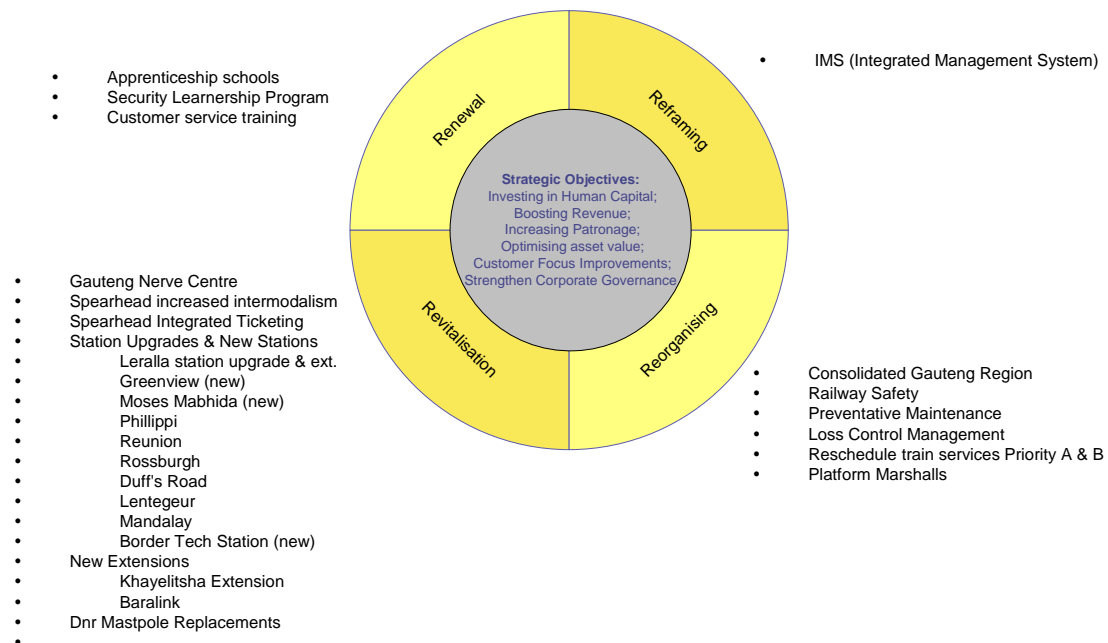 • Apprenticeship schools
• Security Learnership Program
• Customer service training
Renewal
Reframing
• IMS (Integrated Management System)
Strategic Objectives:
Investing in Human Capital;
Boosting Revenue;
Increasing Patronage;
Optimising asset value;
Customer Focus Improvements;
Strengthen Corporate Governance
Revitalisation
Reorganising
• Gauteng Nerve Centre
• Spearhead increased intermodalism
• Spearhead Integrated Ticketing
• Station Upgrades & New Stations
• Leralla station upgrade & ext.
• Greenview (new)
• Moses Mabhida (new)
• Phillippi
• Reunion
• Rossburgh
• Duff's Road
• Lentegeur
• Mandalay
• Border Tech Station (new)
• New Extensions
• Khayelitsha Extension
• Baralink
• Dnr Mastpole Replacements
•
• Consolidated Gauteng Region
• Railway Safety
• Preventative Maintenance
• Loss Control Management
• Reschedule train services Priority A & B
• Platform Marshalls